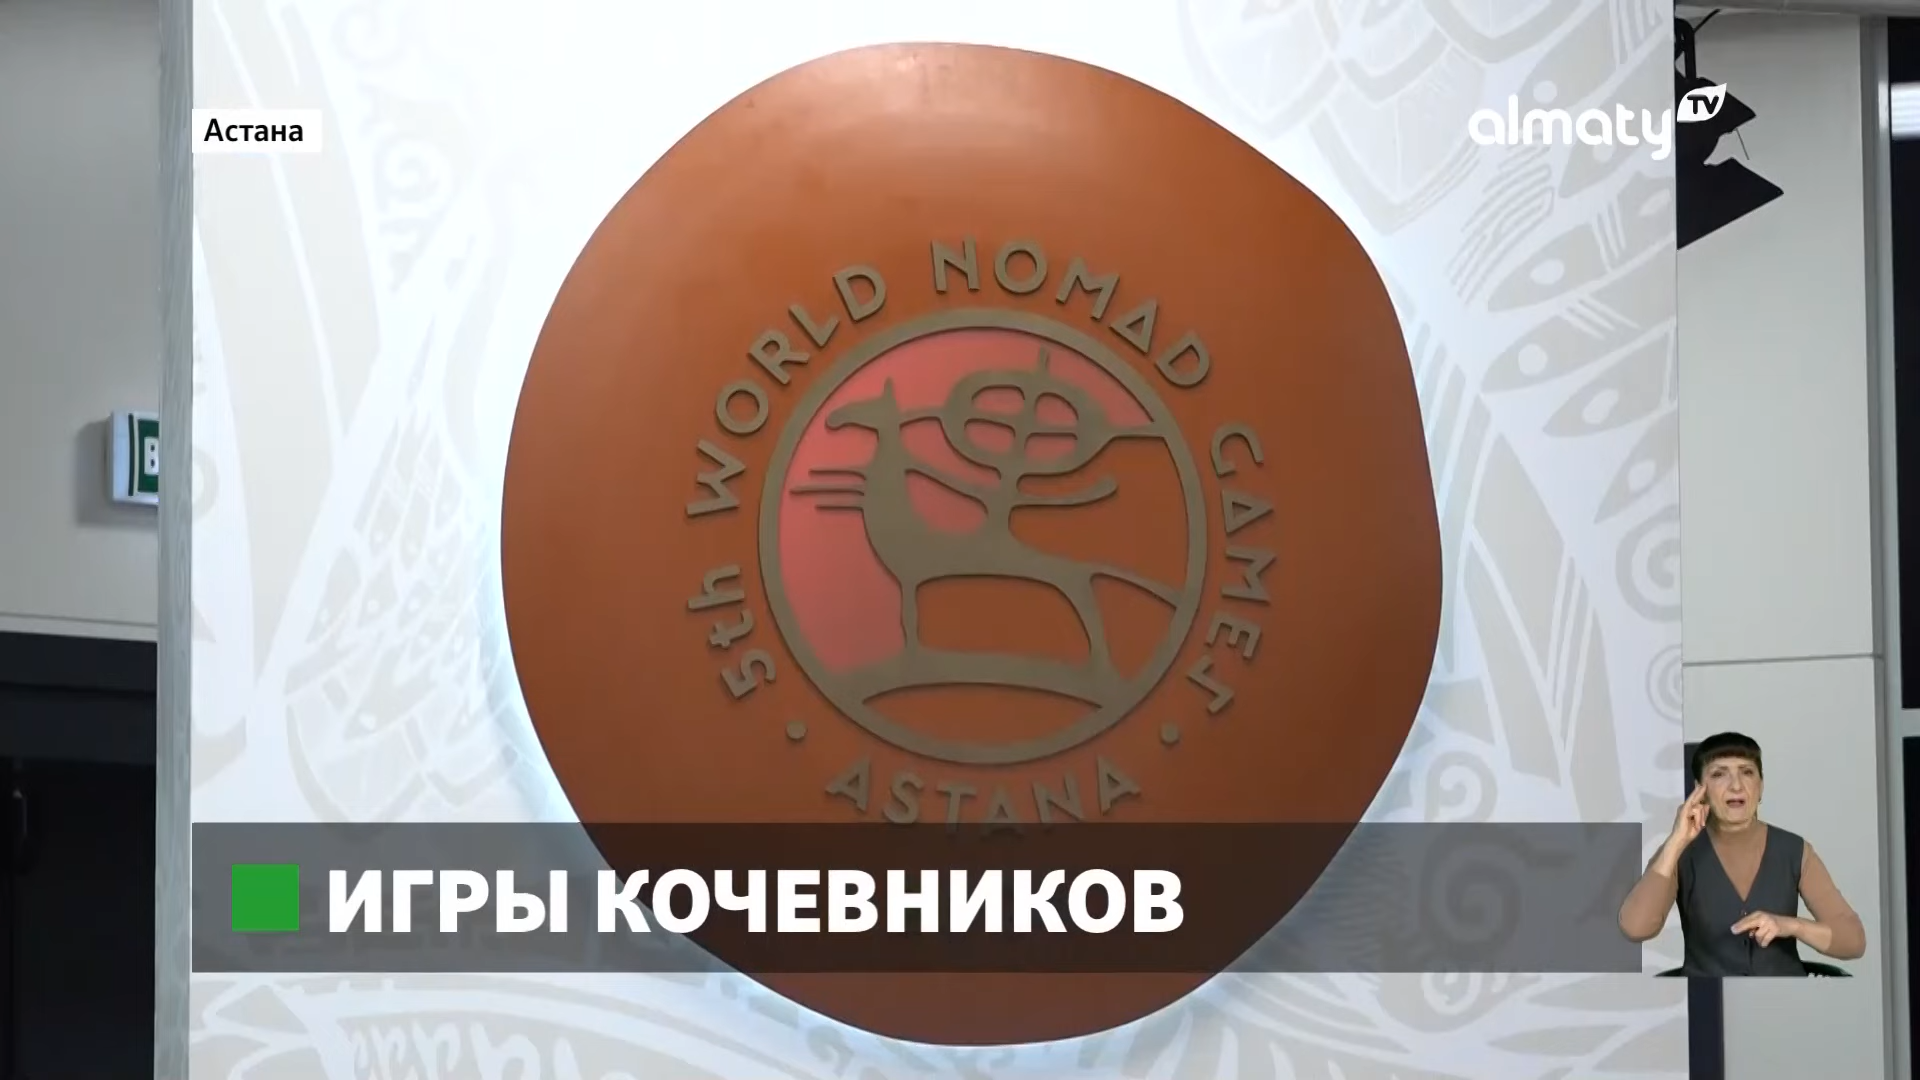 Астана
almaty TV
5th WORLD NOMAD GAMES
• ASTANA •
ИГРЫ КОЧЕВНИКОВ